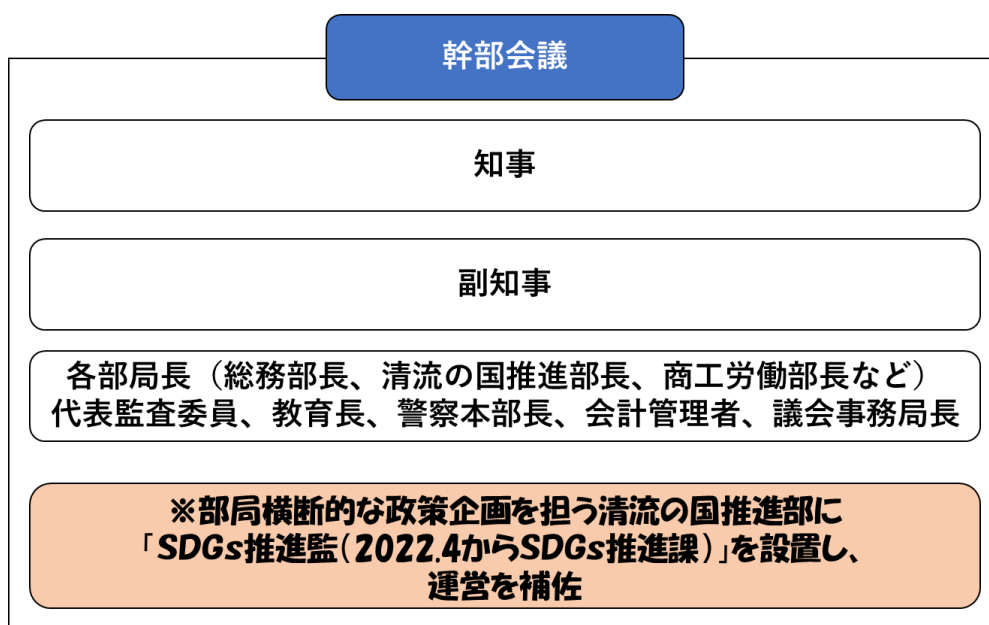 幹部会議
知事
副知事
各部局長（総務部長、清流の国推進部長、商工労働部長など）
代表監査委員、教育長、警察本部長、会計管理者、議会事務局長
※部局横断的な政策企画を担う清流の国推進部に
「SDGs推進監（2022.4からSDGs推進課）」を設置し、
運営を補佐